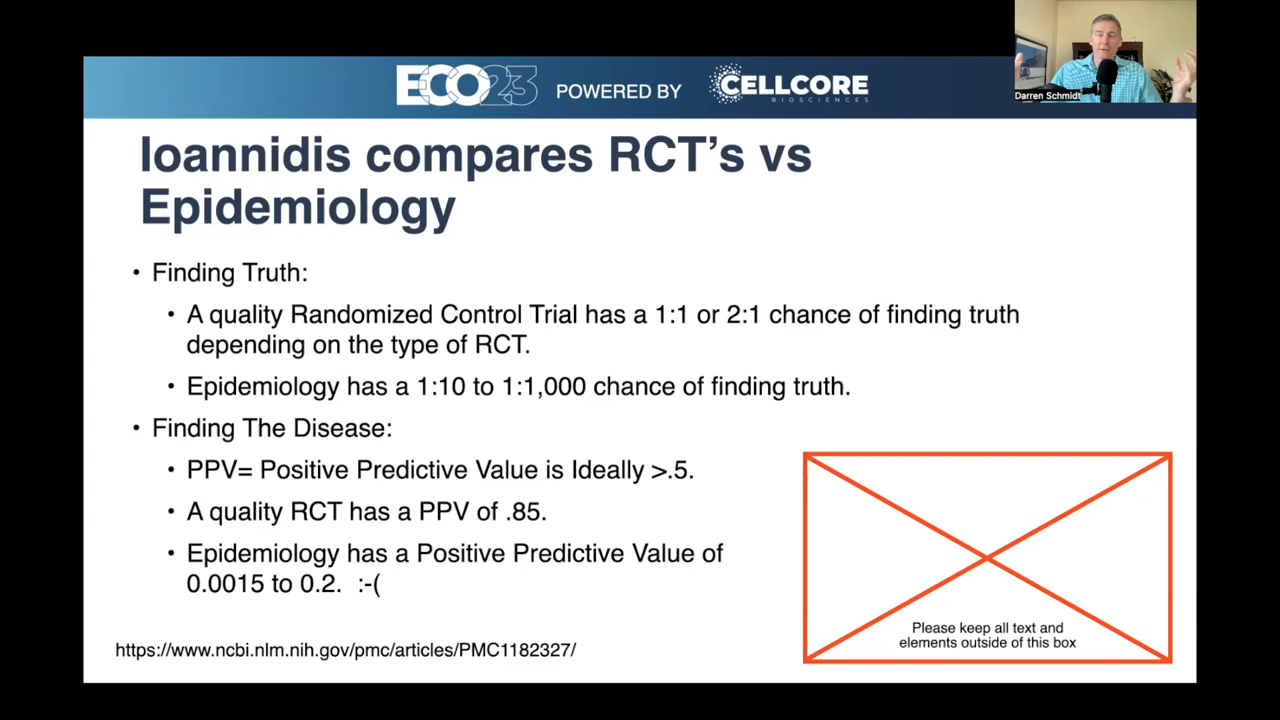 ECO23 POWERED BY CELLCORE
BIOSCIENCES
Darren Schmidt
Ioannidis compares RCT's vs
Epidemiology
• Finding Truth:
• A quality Randomized Control Trial has a 1:1 or 2:1 chance of finding truth
depending on the type of RCT.
• Epidemiology has a 1:10 to 1:1,000 chance of finding truth.
• Finding The Disease:
• PPV= Positive Predictive Value is Ideally >.5.
• A quality RCT has a PPV of .85.
• Epidemiology has a Positive Predictive Value of
0.0015 to 0.2. :-(
Please keep all text and
elements outside of this box
https://www.ncbi.nlm.nih.gov/pmc/articles/PMC1182327/